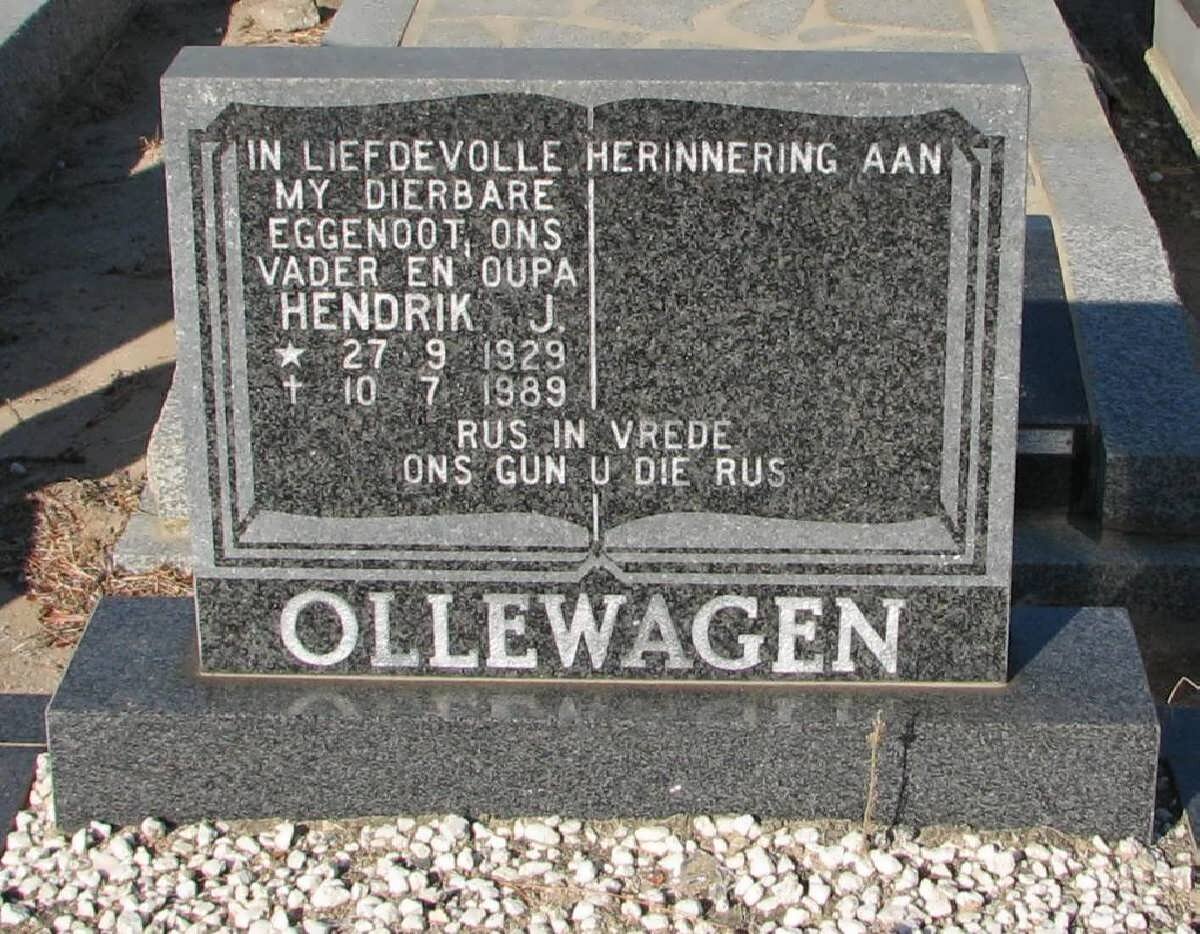 IN LIEFDEVOLLE HERINNERING AAN
MY DIERBARE
EGGENOOT, ONS
VADER EN OUPA
HENDRIK J.
★ 27 9 1929
† 10 7 1989
RUS IN VREDE
ONS GUN U DIE RUS
OLLEWAGEN